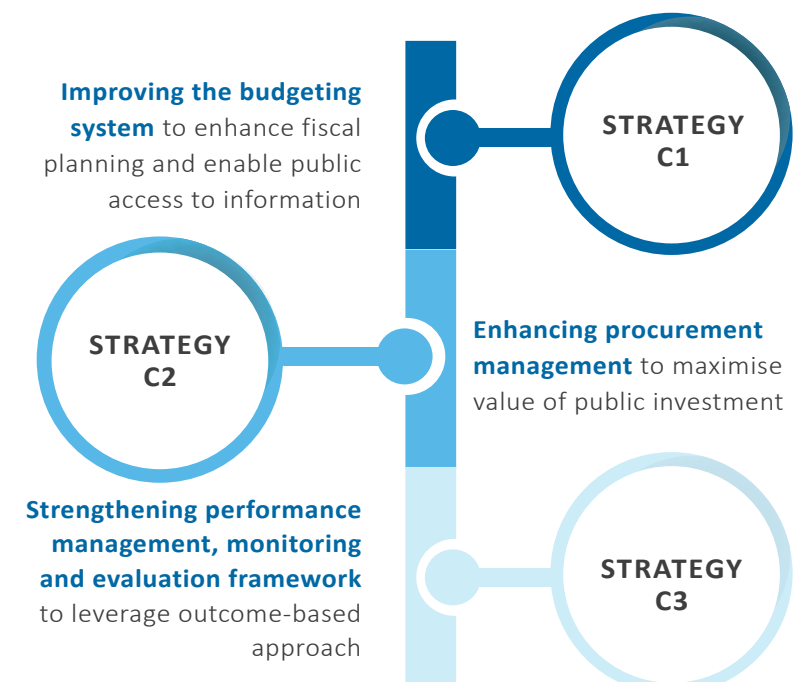 Improving the budgeting
system to enhance fiscal
planning and enable public
access to information
STRATEGY
C1
STRATEGY
C2
Enhancing procurement
management to maximise
value of public investment
Strengthening performance
management, monitoring
and evaluation framework
to leverage outcome-based
approach
STRATEGY
C3